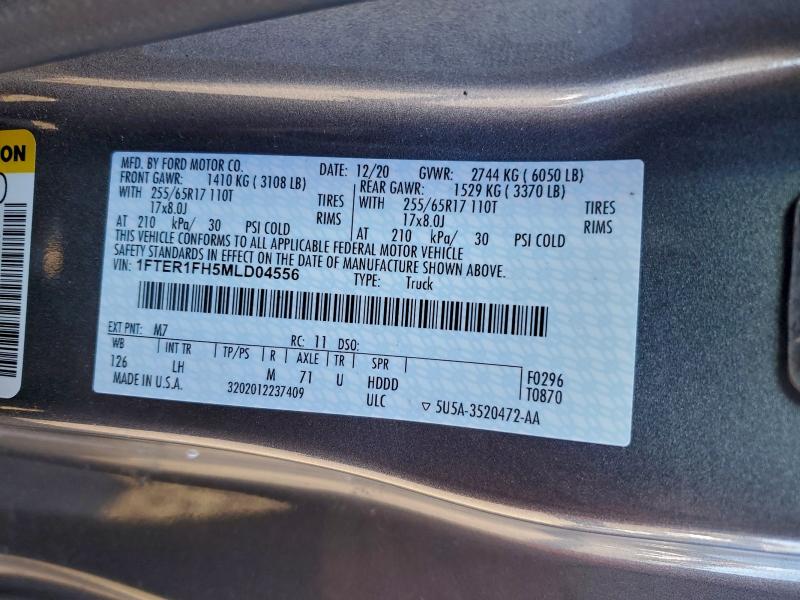 ON
MFD. BY FORD MOTOR CO. DATE: 12/20 GVWR: 2744 KG ( 6050 LB)
FRONT GAWR: 1410 KG ( 3108 LB) REAR GAWR: 1529 KG ( 3370 LB)
WITH 255/65R17 110T TIRES WITH 255/65R17 110T TIRES
17x8.0J RIMS 17x8.0J RIMS
AT 210 kPa/ 30 PSI COLD AT 210 kPa/ 30 PSI COLD
THIS VEHICLE CONFORMS TO ALL APPLICABLE FEDERAL MOTOR VEHICLE
SAFETY STANDARDS IN EFFECT ON THE DATE OF MANUFACTURE SHOWN ABOVE.
VIN: 1FTER1FH5MLD04556 TYPE: Truck
EXT PNT: M7 RC: 11 DSO:
WB INT TR TP/PS R AXLE TR SPR F0296
126 LH M 71 U HDDD T0870
MADE IN U.S.A. 3202012237409 ULC ▽ 5U5A-3520472-AA